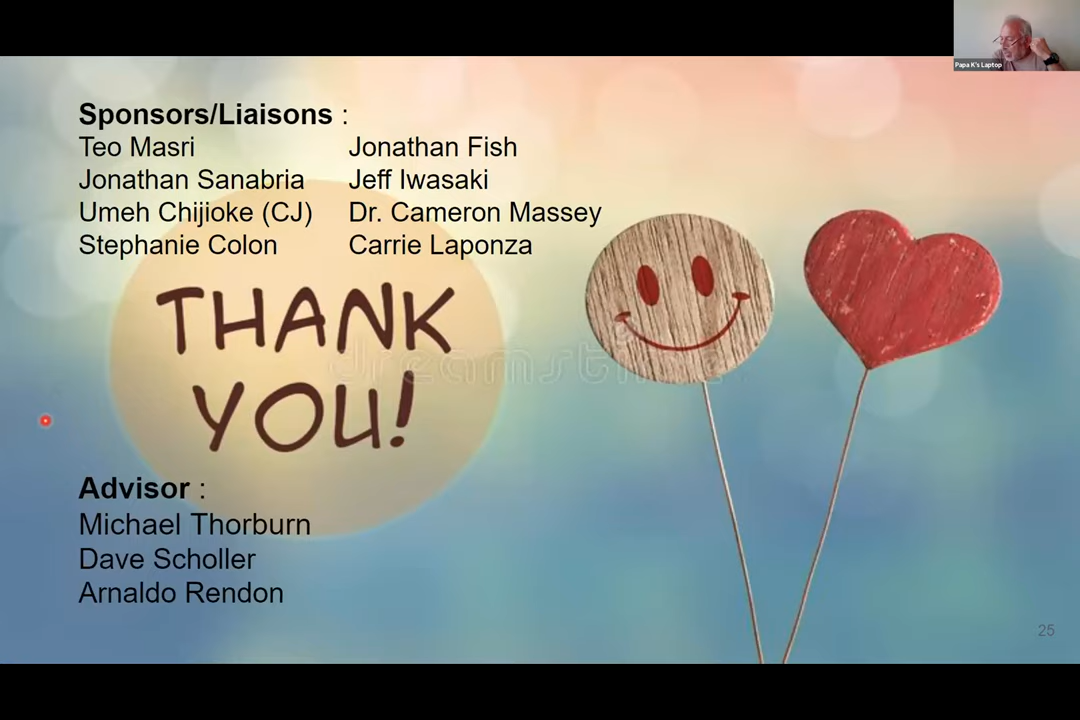 Papa K's Laptop
Sponsors/Liaisons :
Teo Masri
Jonathan Sanabria
Umeh Chijioke (CJ)
Stephanie Colon
Jonathan Fish
Jeff Iwasaki
Dr. Cameron Massey
Carrie Laponza
THANK
YOU!
dreamstime
Advisor :
Michael Thorburn
Dave Scholler
Arnaldo Rendon
25